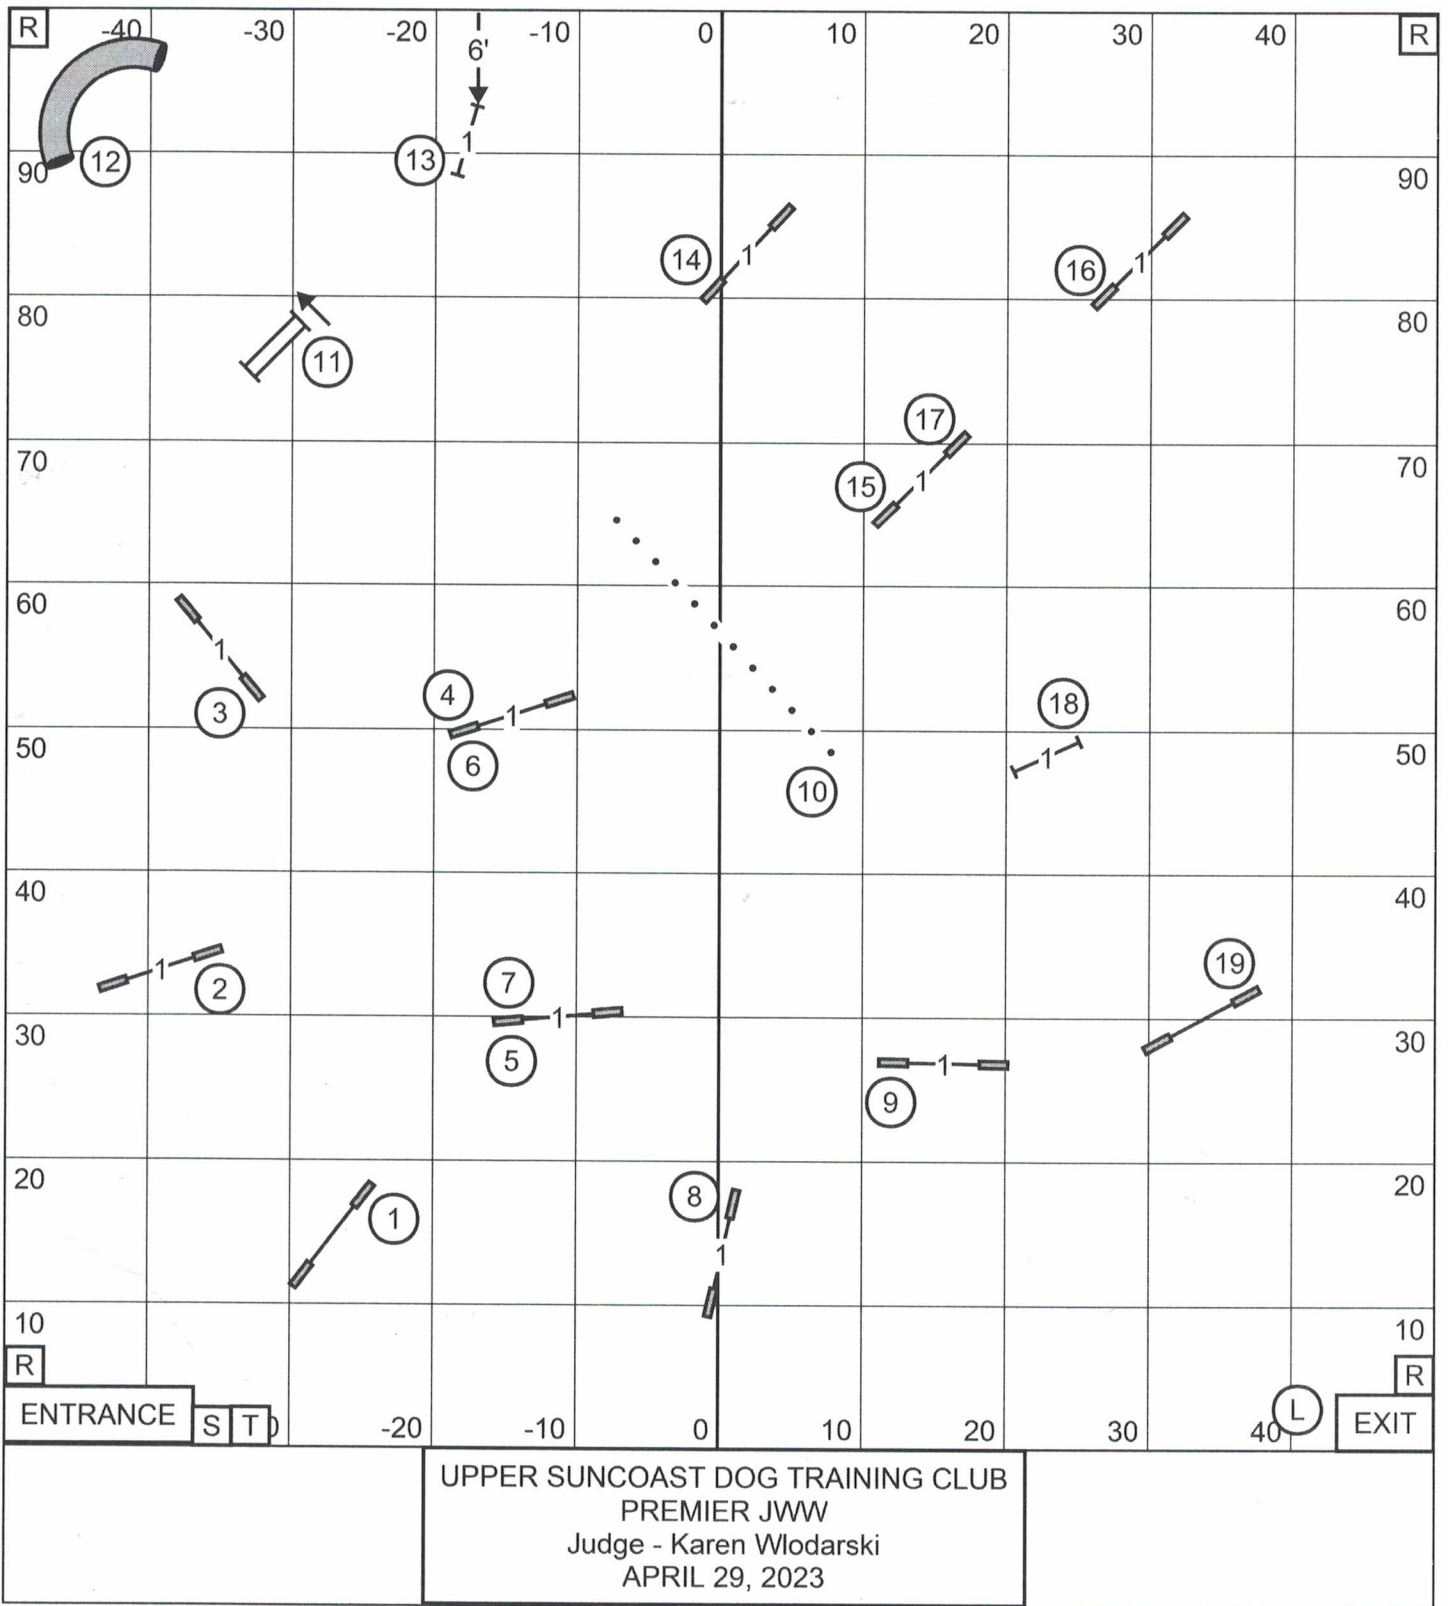 R -40 -30 -20 6' -10 0 10 20 30 40 R
90 12 13 1 90
14 1 16 1
80 11 80
17
70 15 1 70
60 60
1
3 4 1 18
50 6 1 50
10
40 40
1 2 7 19
30 1 30
5 1
9
20 1 8 20
1
10 10
R R
ENTRANCE S T 0 -20 -10 0 10 20 30 40 L EXIT
UPPER SUNCOAST DOG TRAINING CLUB
PREMIER JWW
Judge - Karen Wlodarski
APRIL 29, 2023